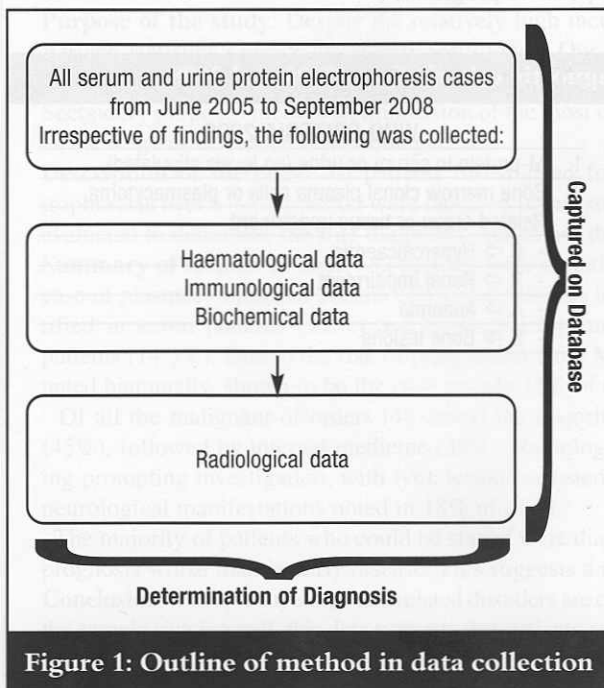 All serum and urine protein electrophoresis cases
from June 2005 to September 2008
Irrespective of findings, the following was collected:
Haematological data
Immunological data
Biochemical data
Radiological data
Captured on Database
Determination of Diagnosis
Figure 1: Outline of method in data collection